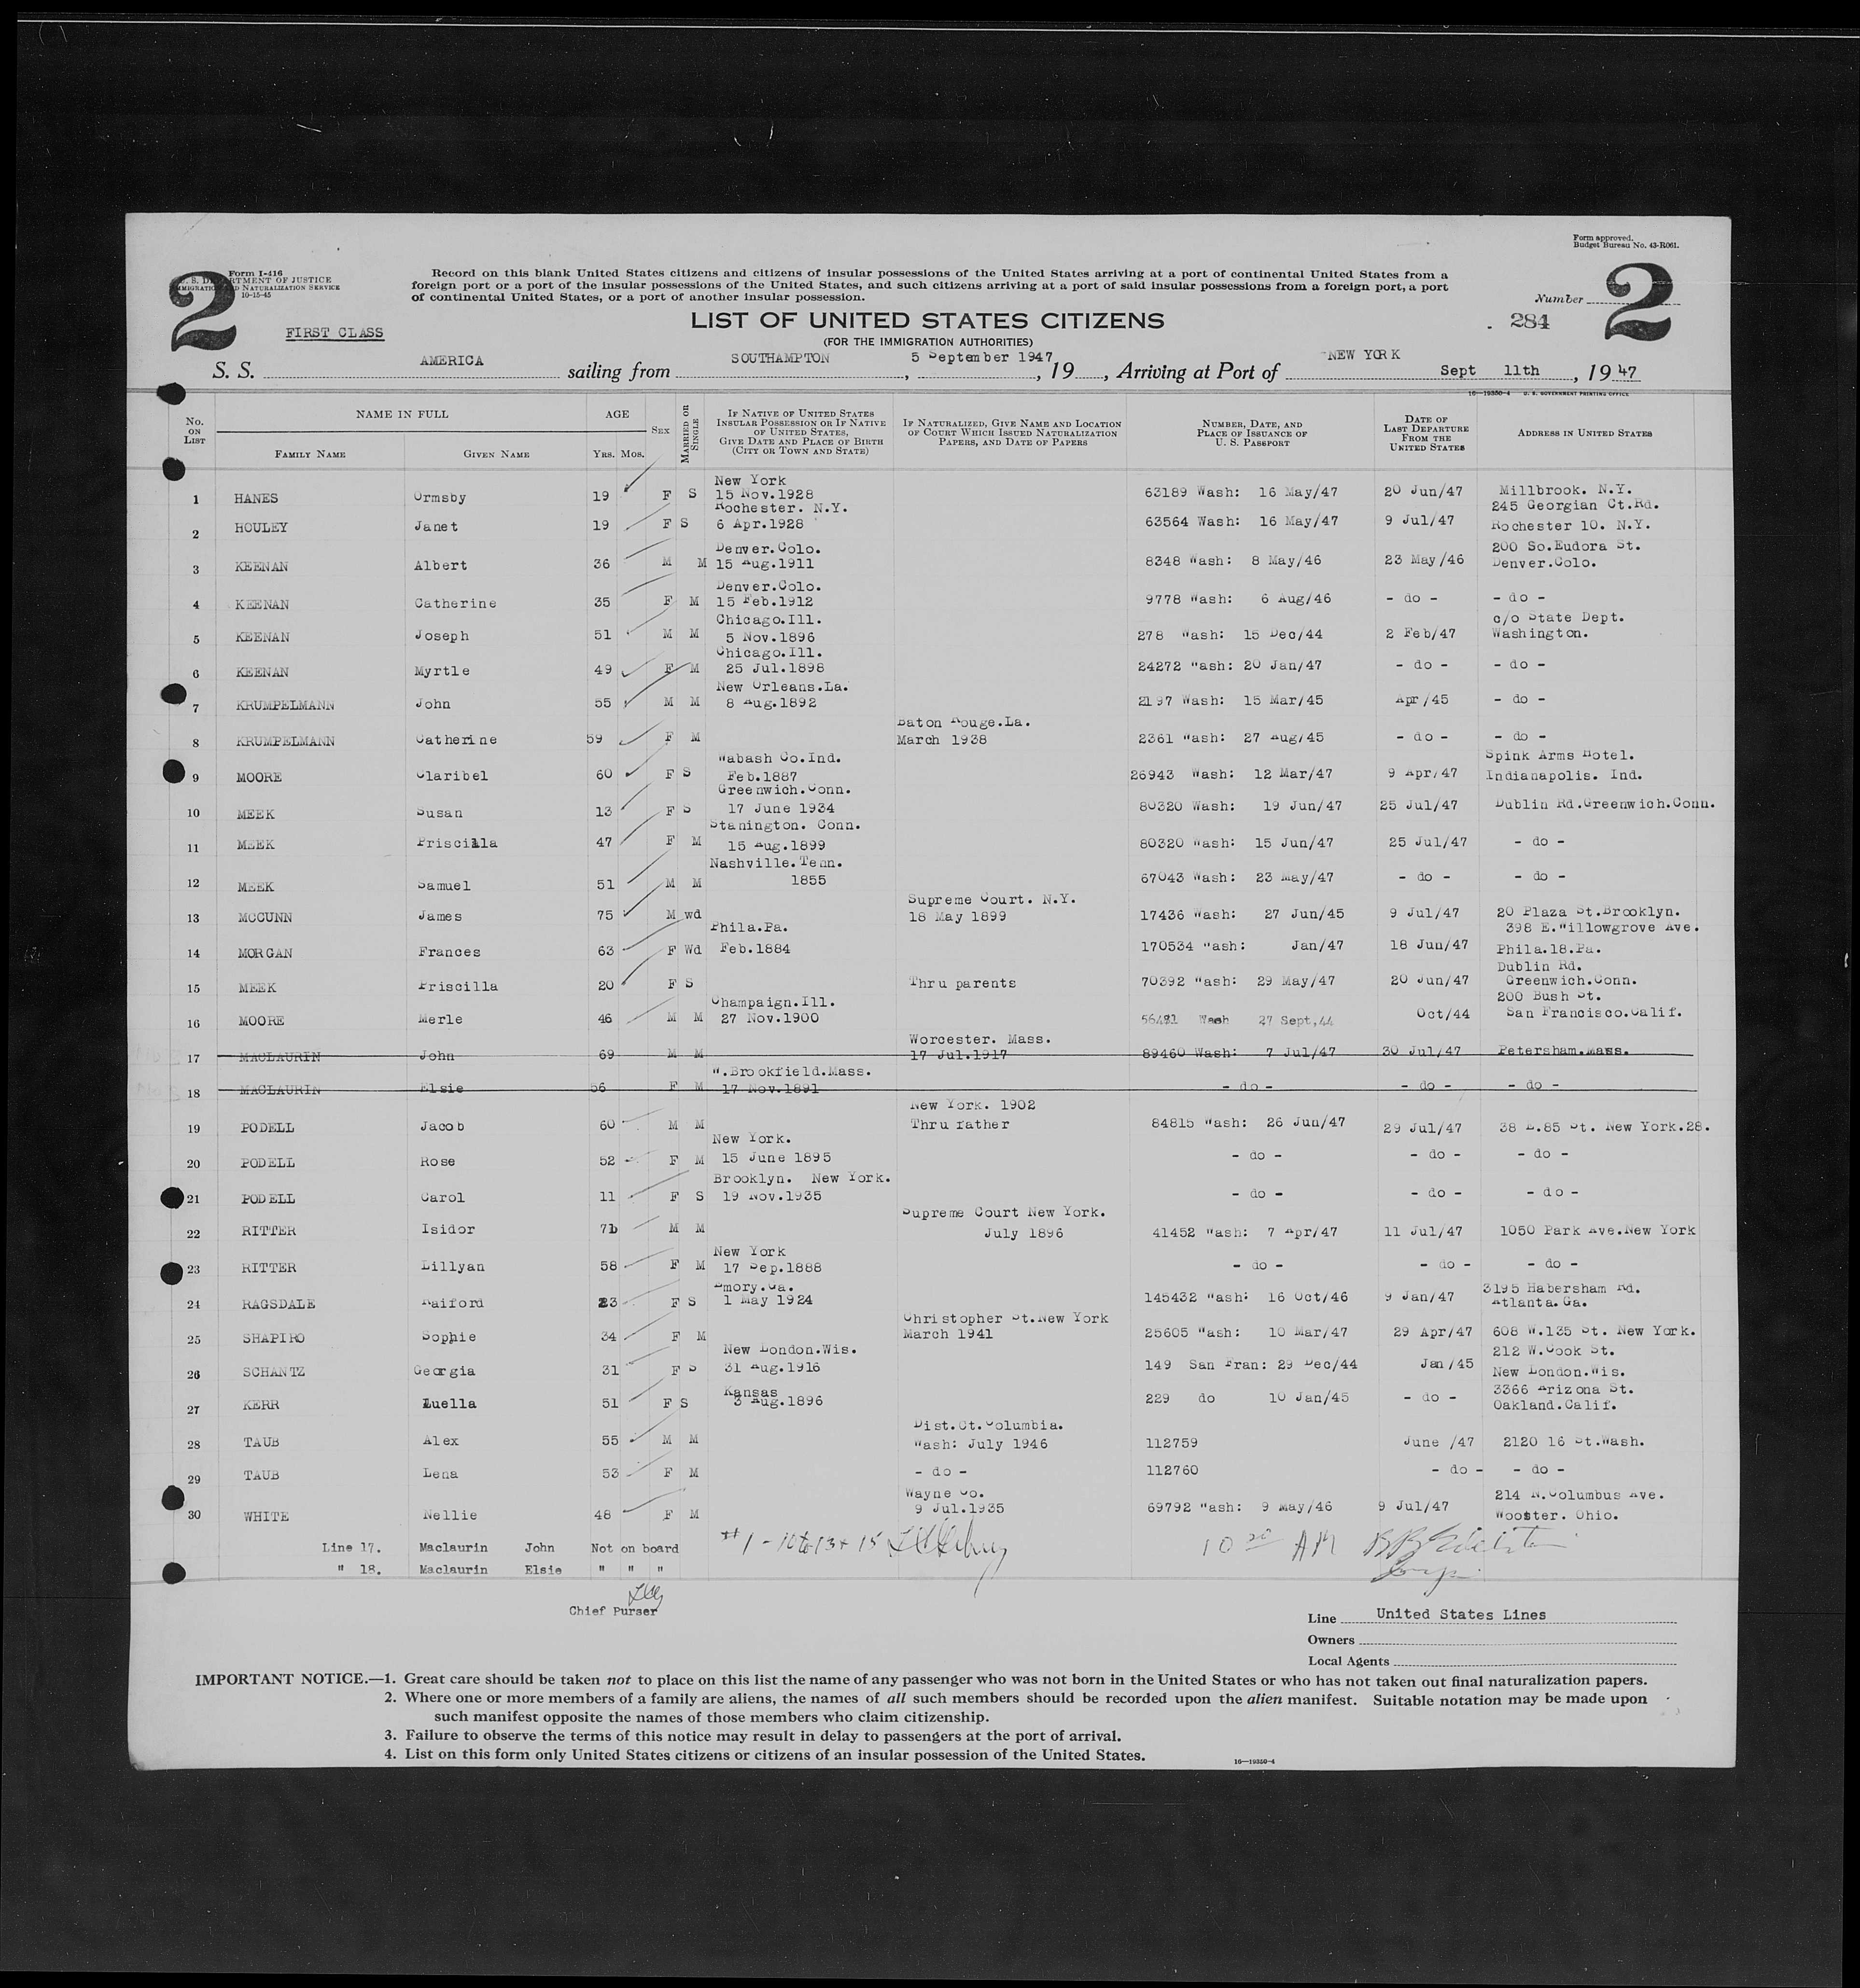 Form approved.
Budget Bureau No. 43-R061.
2
Form I-416
U. S. DEPARTMENT OF JUSTICE
IMMIGRATION AND NATURALIZATION SERVICE
10-15-45
Record on this blank United States citizens and citizens of insular possessions of the United States arriving at a port of continental United States from a
foreign port or a port of the insular possessions of the United States, and such citizens arriving at a port of said insular possessions from a foreign port, a port
of continental United States, or a port of another insular possession.
Number
2
284
FIRST CLASS
LIST OF UNITED STATES CITIZENS
(FOR THE IMMIGRATION AUTHORITIES)
S. S. AMERICA sailing from SOUTHAMPTON, 5 September 1947, 19, Arriving at Port of NEW YORK Sept 11th, 1947
16—19350-4 U. S. GOVERNMENT PRINTING OFFICE
No. on List NAME IN FULL Family Name Given Name AGE Yrs. Mos. Sex Married or Single If Native of United States Insular Possession or If Native of United States, Give Date and Place of Birth (City or Town and State) If Naturalized, Give Name and Location of Court Which Issued Naturalization Papers, and Date of Papers Number, Date, and Place of Issuance of U. S. Passport Date of Last Departure From the United States Address in United States
New York
1 HANES Ormsby 19 F S 15 Nov.1928 63189 Wash: 16 May/47 20 Jun/47 Millbrook. N.Y.
Rochester. N.Y. 245 Georgian Ct.Rd.
2 HOULEY Janet 19 F S 6 Apr.1928 63564 Wash: 16 May/47 9 Jul/47 Rochester 10. N.Y.
Denver.Colo. 200 So.Eudora St.
3 KEENAN Albert 36 M M 15 Aug.1911 8348 Wash: 8 May/46 23 May/46 Denver.Colo.
Denver.Colo.
4 KEENAN Catherine 35 F M 15 Feb.1912 9778 Wash: 6 Aug/46 - do - - do -
Chicago.Ill. c/o State Dept.
5 KEENAN Joseph 51 M M 5 Nov.1896 278 Wash: 15 Dec/44 2 Feb/47 Washington.
Chicago.Ill.
6 KEENAN Myrtle 49 F M 25 Jul.1898 24272 Wash: 20 Jan/47 - do - - do -
New Orleans.La.
7 KRUMPELMANN John 55 M M 8 Aug.1892 2197 Wash: 15 Mar/45 Apr/45 - do -
Baton Rouge.La.
8 KRUMPELMANN Catherine 59 F M March 1938 2361 Wash: 27 Aug/45 - do - - do -
Wabash Co.Ind. Spink Arms Hotel.
9 MOORE Claribel 60 F S Feb.1887 26943 Wash: 12 Mar/47 9 Apr/47 Indianapolis. Ind.
Greenwich.Conn.
10 MEEK Susan 13 F S 17 June 1934 80320 Wash: 19 Jun/47 25 Jul/47 Dublin Rd.Greenwich.Conn.
Stanington. Conn.
11 MEEK Priscilla 47 F M 15 Aug.1899 80320 Wash: 15 Jun/47 25 Jul/47 - do -
Nashville.Tenn.
12 MEEK Samuel 51 M M 1855 67043 Wash: 23 May/47 - do - - do -
Supreme Court. N.Y.
13 MCCUNN James 75 M wd 18 May 1899 17436 Wash: 27 Jun/45 9 Jul/47 20 Plaza St.Brooklyn.
Phila.Pa. 398 E.Willowgrove Ave.
14 MORGAN Frances 63 F Wd Feb.1884 170534 Wash: Jan/47 18 Jun/47 Phila.18.Pa.
Dublin Rd.
15 MEEK Priscilla 20 F S Thru parents 70392 Wash: 29 May/47 20 Jun/47 Greenwich.Conn.
Champaign.Ill. 200 Bush St.
16 MOORE Merle 46 M M 27 Nov.1900 56421 Wash 27 Sept,44 Oct/44 San Francisco.Calif.
Worcester. Mass.
17 MACLAURIN John 69 M M 17 Jul.1917 89460 Wash: 7 Jul/47 30 Jul/47 Petersham.Mass.
W.Brookfield.Mass.
18 MACLAURIN Elsie 56 F M 17 Nov.1891 - do - - do - - do -
New York. 1902
19 PODELL Jacob 60 M M Thru father 84815 Wash: 26 Jun/47 29 Jul/47 38 E.85 St. New York.28.
New York.
20 PODELL Rose 52 F M 15 June 1895 - do - - do - - do -
Brooklyn. New York.
21 PODELL Carol 11 F S 19 Nov.1935 - do - - do - - do -
Supreme Court New York.
22 RITTER Isidor 71 M M July 1896 41452 Wash: 7 Apr/47 11 Jul/47 1050 Park Ave.New York
New York
23 RITTER Lillyan 58 F M 17 Sep.1888 - do - - do - - do -
Emory.Ga. 3195 Habersham Rd.
24 RAGSDALE Raiford 23 F S 1 May 1924 145432 Wash: 16 Oct/46 9 Jan/47 Atlanta.Ga.
Christopher St.New York
25 SHAPIRO Sophie 34 F M March 1941 25605 Wash: 10 Mar/47 29 Apr/47 608 W.135 St. New York.
New London.Wis. 212 W.Cook St.
26 SCHANTZ Georgia 31 F S 31 Aug.1916 149 San Fran: 29 Dec/44 Jan/45 New London.Wis.
Kansas 3366 Arizona St.
27 KERR Luella 51 F S 3 Aug.1896 229 do 10 Jan/45 - do - Oakland.Calif.
Dist.Ct.Columbia.
28 TAUB Alex 55 M M Wash: July 1946 112759 June /47 2120 16 St.Wash.
29 TAUB Lena 53 F M - do - 112760 - do - - do -
Wayne Co. 214 N.Columbus Ave.
30 WHITE Nellie 48 F M 9 Jul.1935 69792 Wash: 9 May/46 9 Jul/47 Wooster. Ohio.
Line 17. Maclaurin John Not on board
10 20 AM
" 18. Maclaurin Elsie " " "
Chief Purser
Line United States Lines
Owners
Local Agents
IMPORTANT NOTICE.—1. Great care should be taken not to place on this list the name of any passenger who was not born in the United States or who has not taken out final naturalization papers.
2. Where one or more members of a family are aliens, the names of all such members should be recorded upon the alien manifest. Suitable notation may be made upon
such manifest opposite the names of those members who claim citizenship.
3. Failure to observe the terms of this notice may result in delay to passengers at the port of arrival.
4. List on this form only United States citizens or citizens of an insular possession of the United States.
16—19350-4